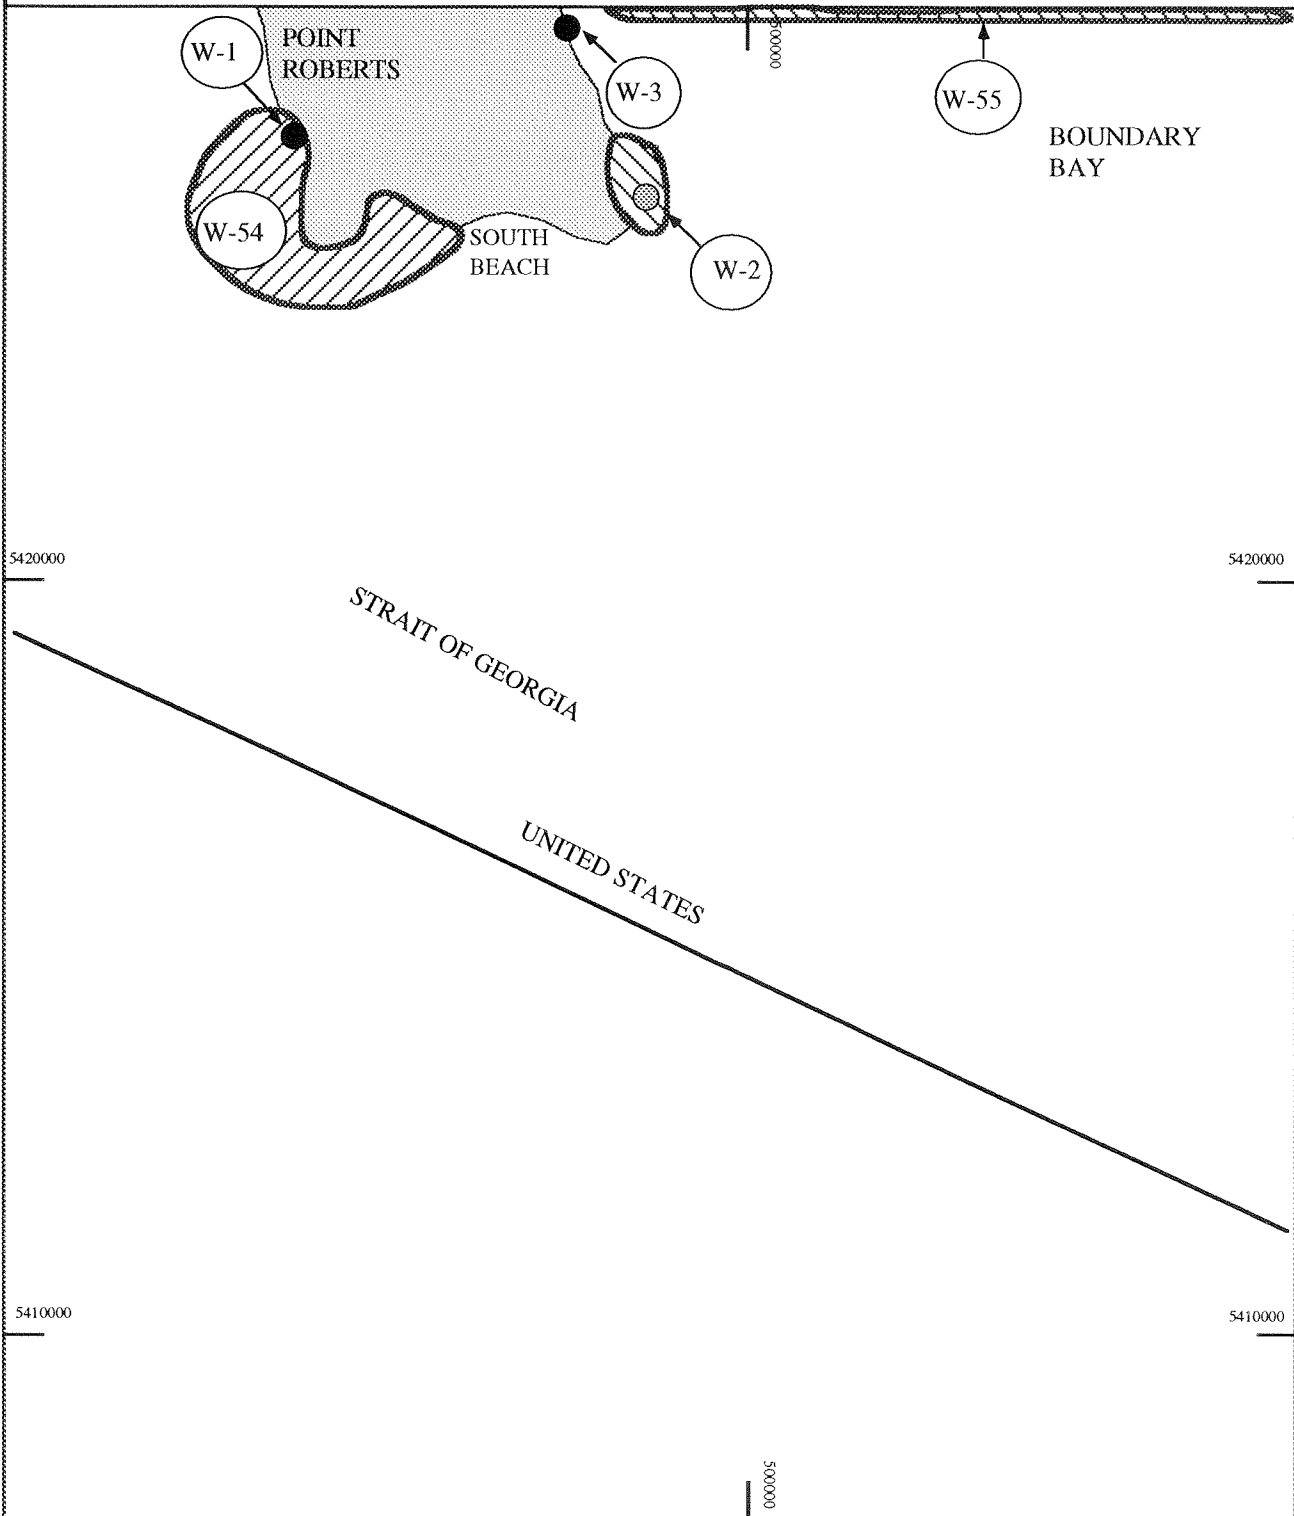 W-1
POINT
ROBERTS
W-3
500000
W-55
BOUNDARY
BAY
W-54
SOUTH
BEACH
W-2
5420000
5420000
STRAIT OF GEORGIA
UNITED STATES
5410000
5410000
500000